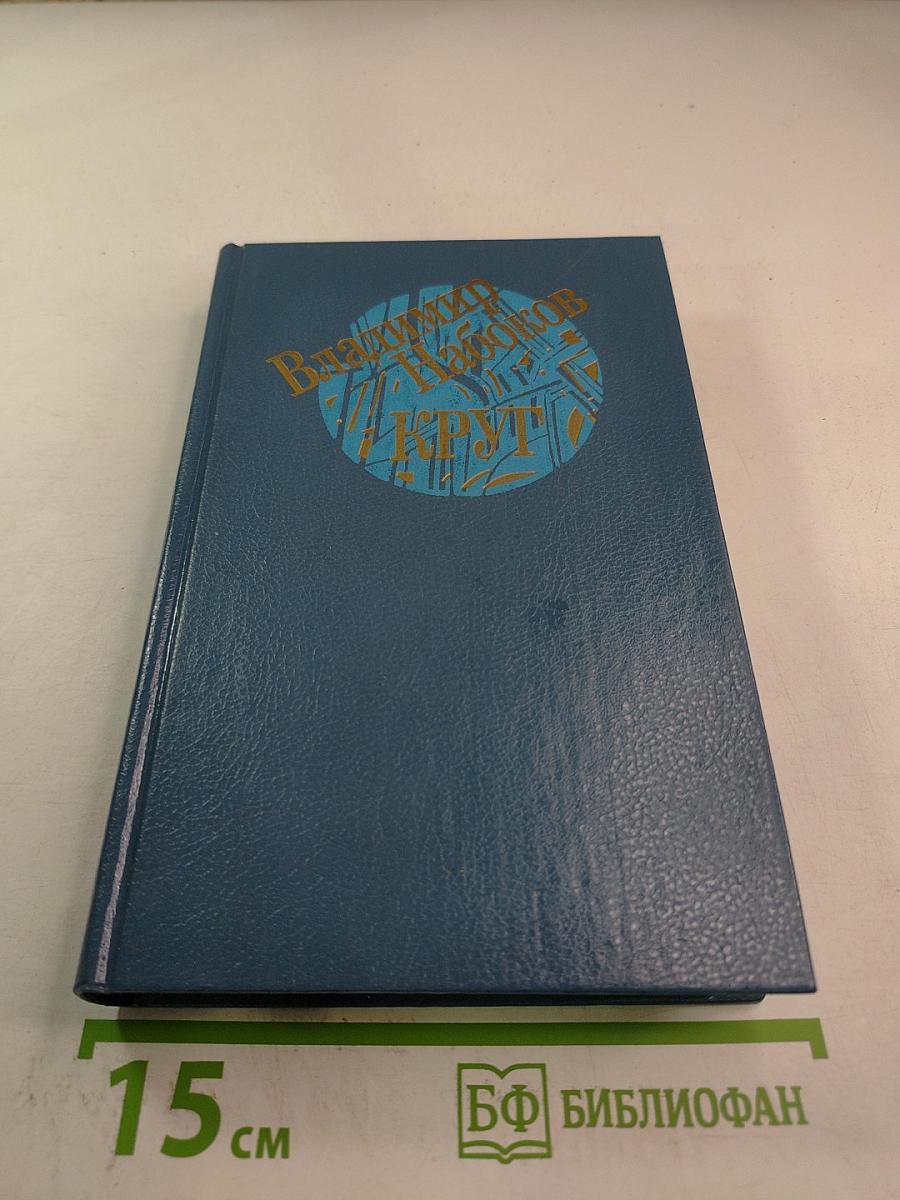 Владимир
Набоков
КРУГ
15 см
БФ БИБЛИОФАН